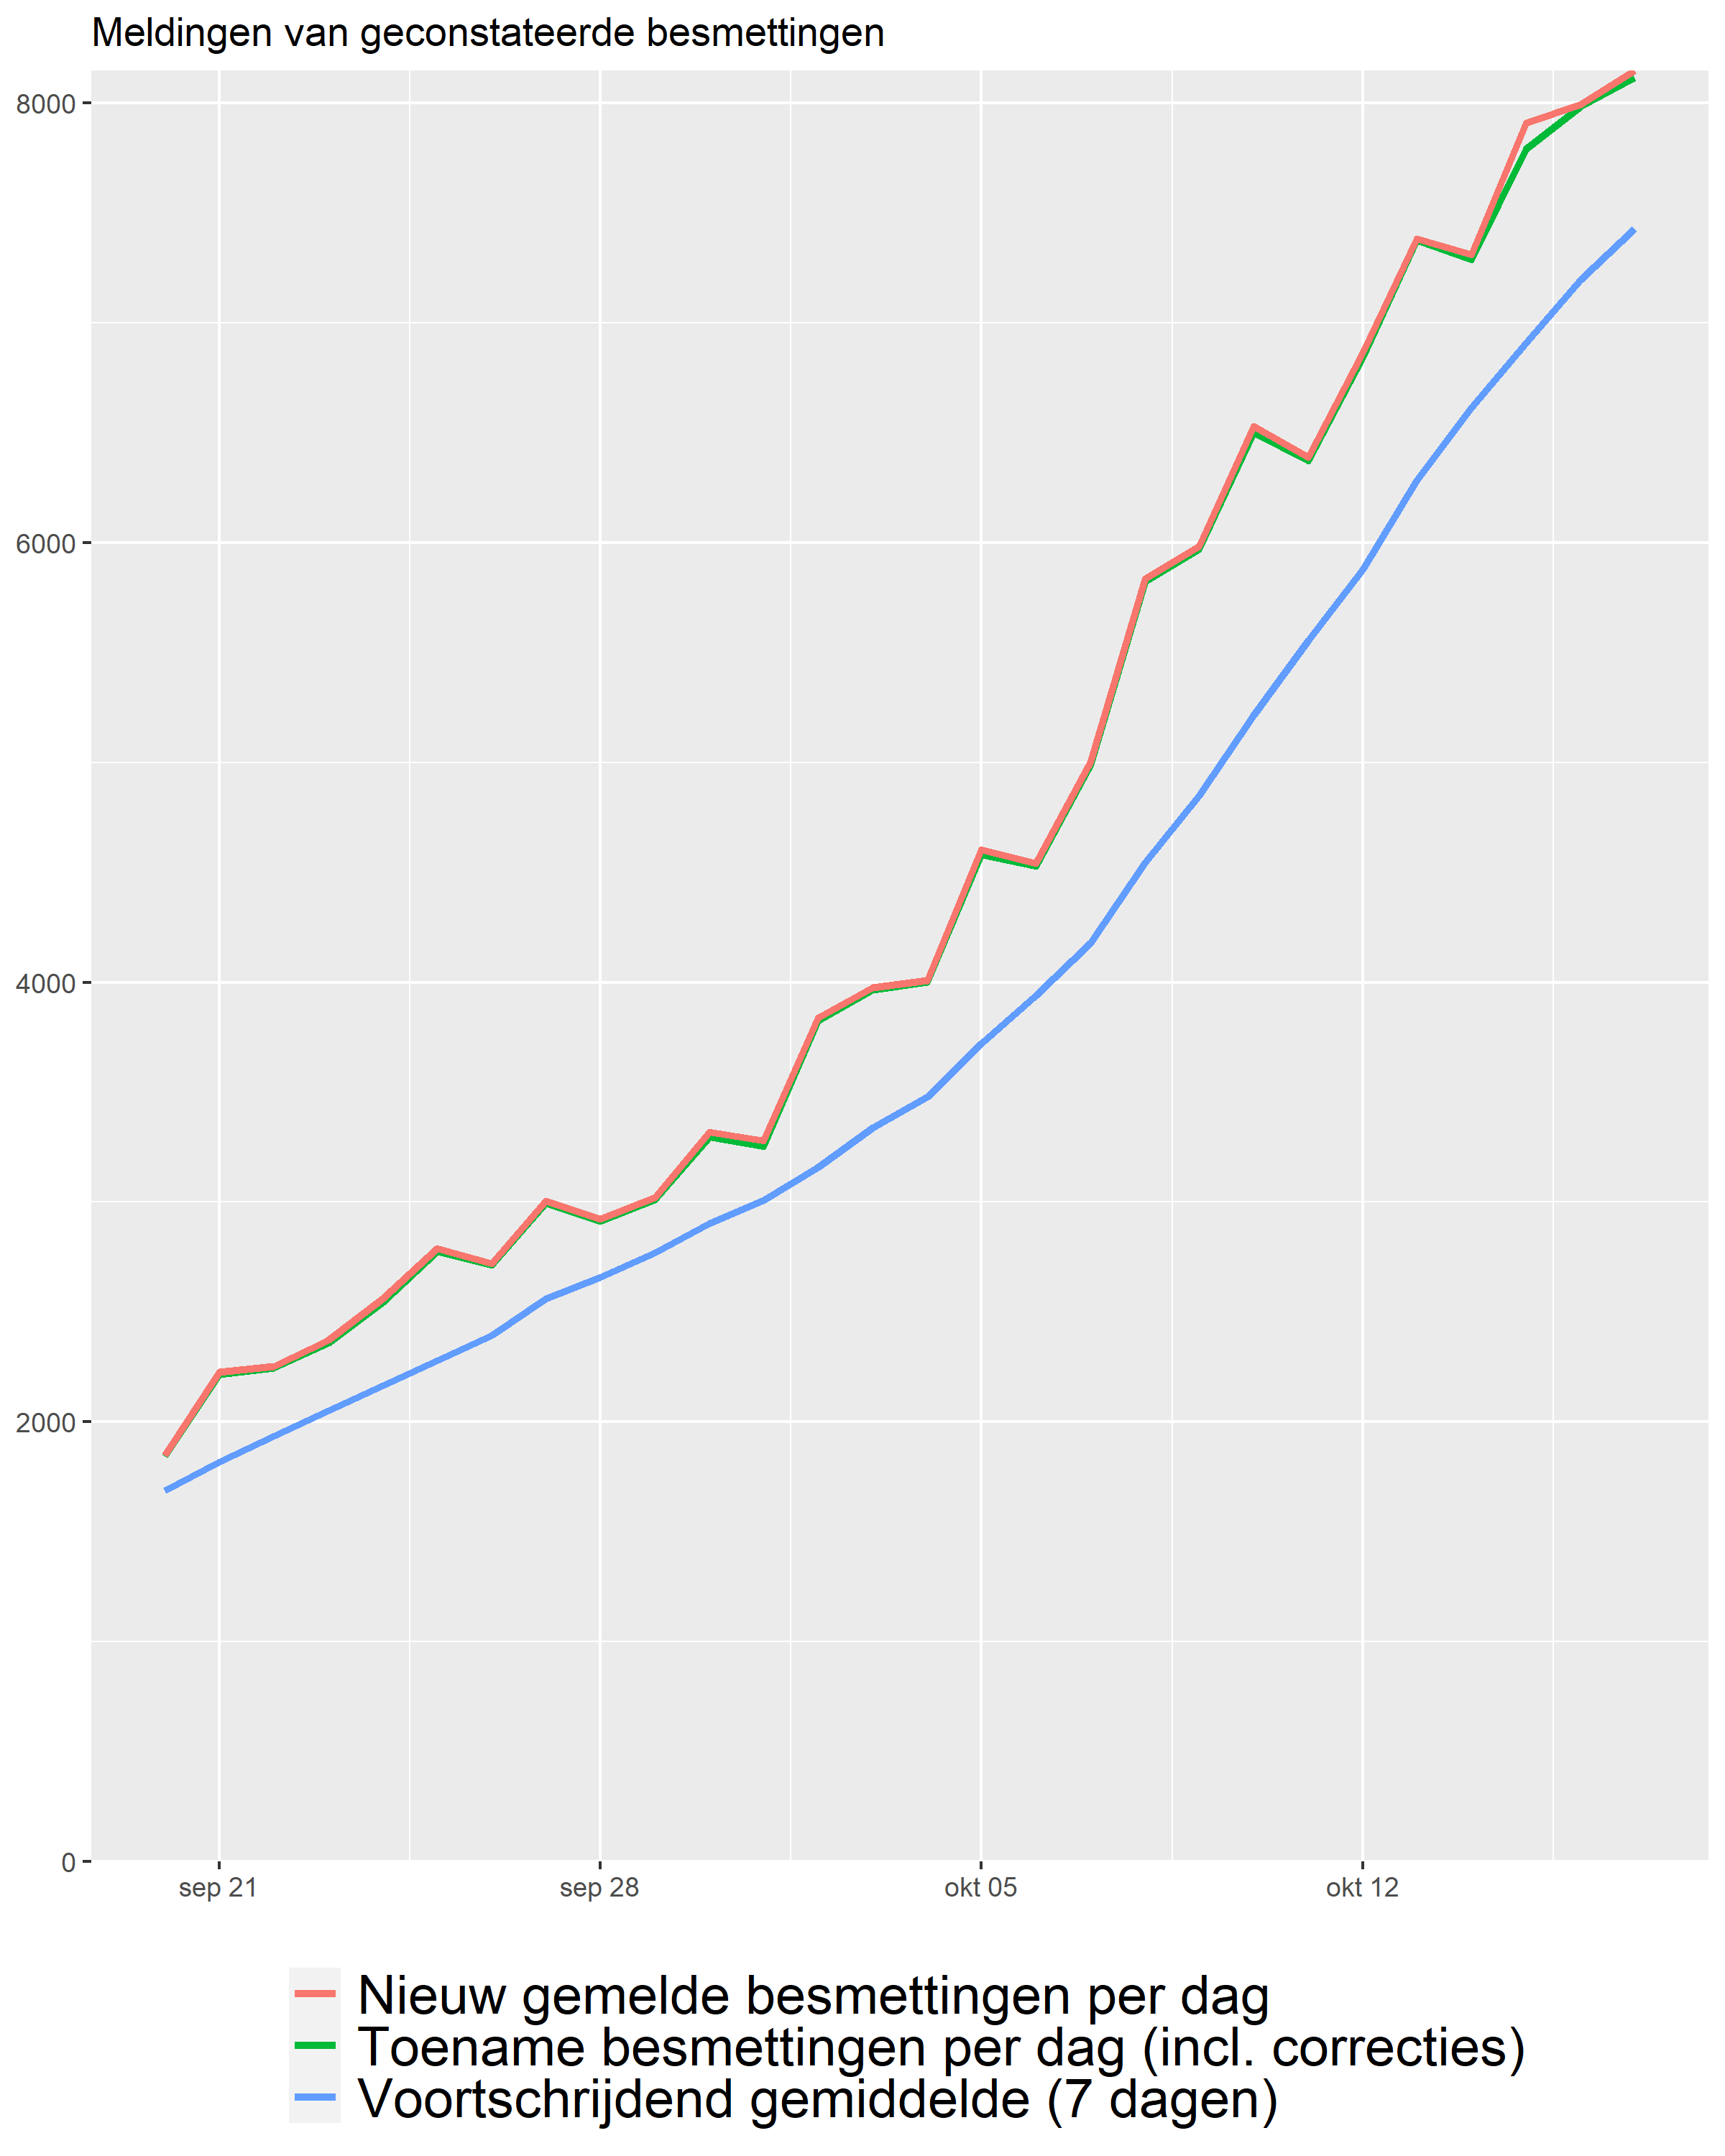 Meldingen van geconstateerde besmettingen
8000
6000
4000
2000
0
sep 21 sep 28 okt 05 okt 12
Nieuw gemelde besmettingen per dag
Toename besmettingen per dag (incl. correcties)
Voortschrijdend gemiddelde (7 dagen)